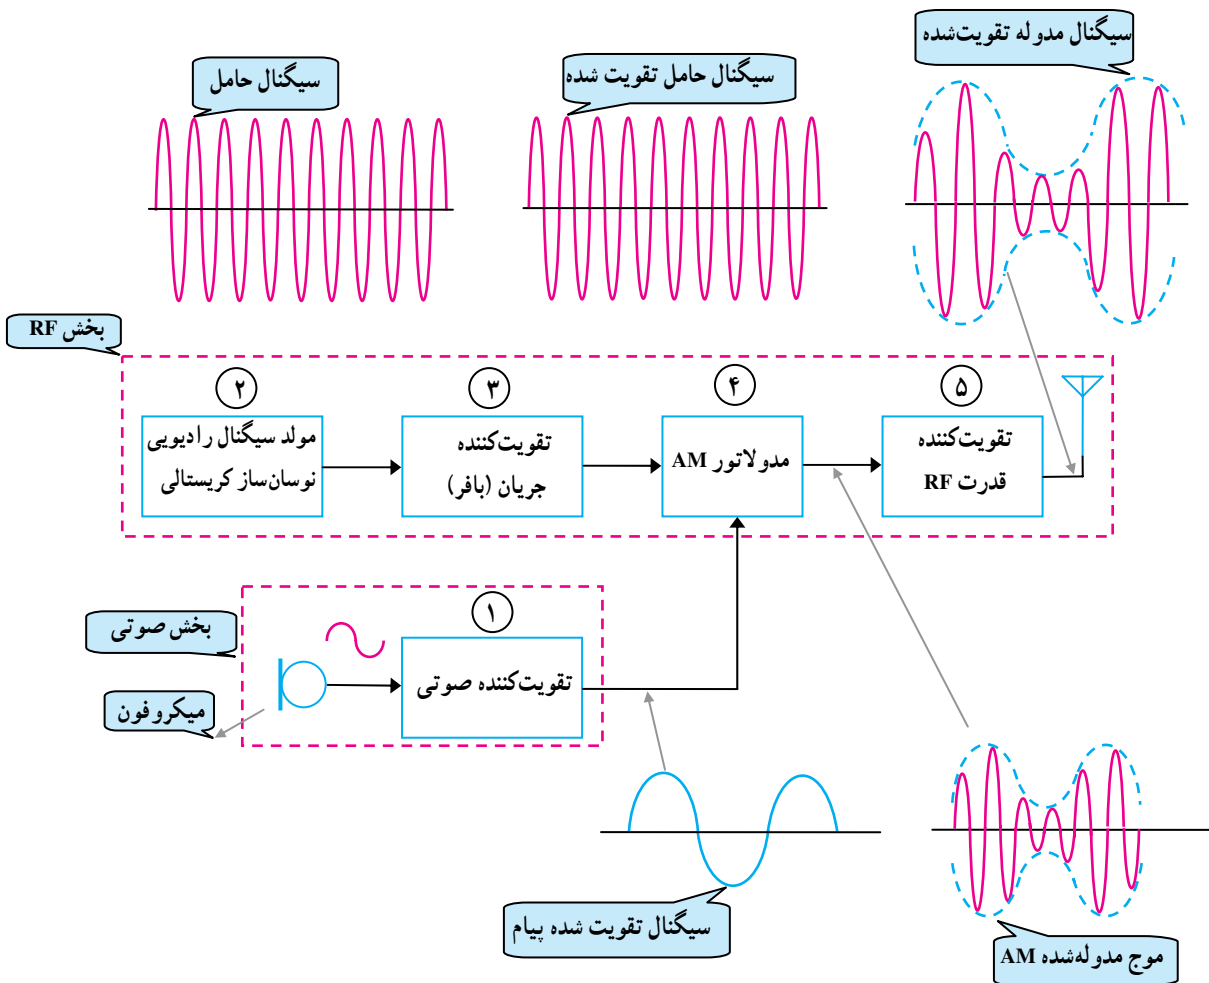 سیگنال مدوله تقویت‌شده
سیگنال حامل تقویت شده
سیگنال حامل
بخش RF
۲
۳
۴
۵
مولد سیگنال رادیویی
نوسان‌ساز کریستالی
تقویت‌کننده
جریان (بافر)
مدولاتور AM
تقویت‌کننده
قدرت RF
بخش صوتی
۱
تقویت‌کننده صوتی
میکروفون
سیگنال تقویت شده پیام
موج مدوله‌شده AM